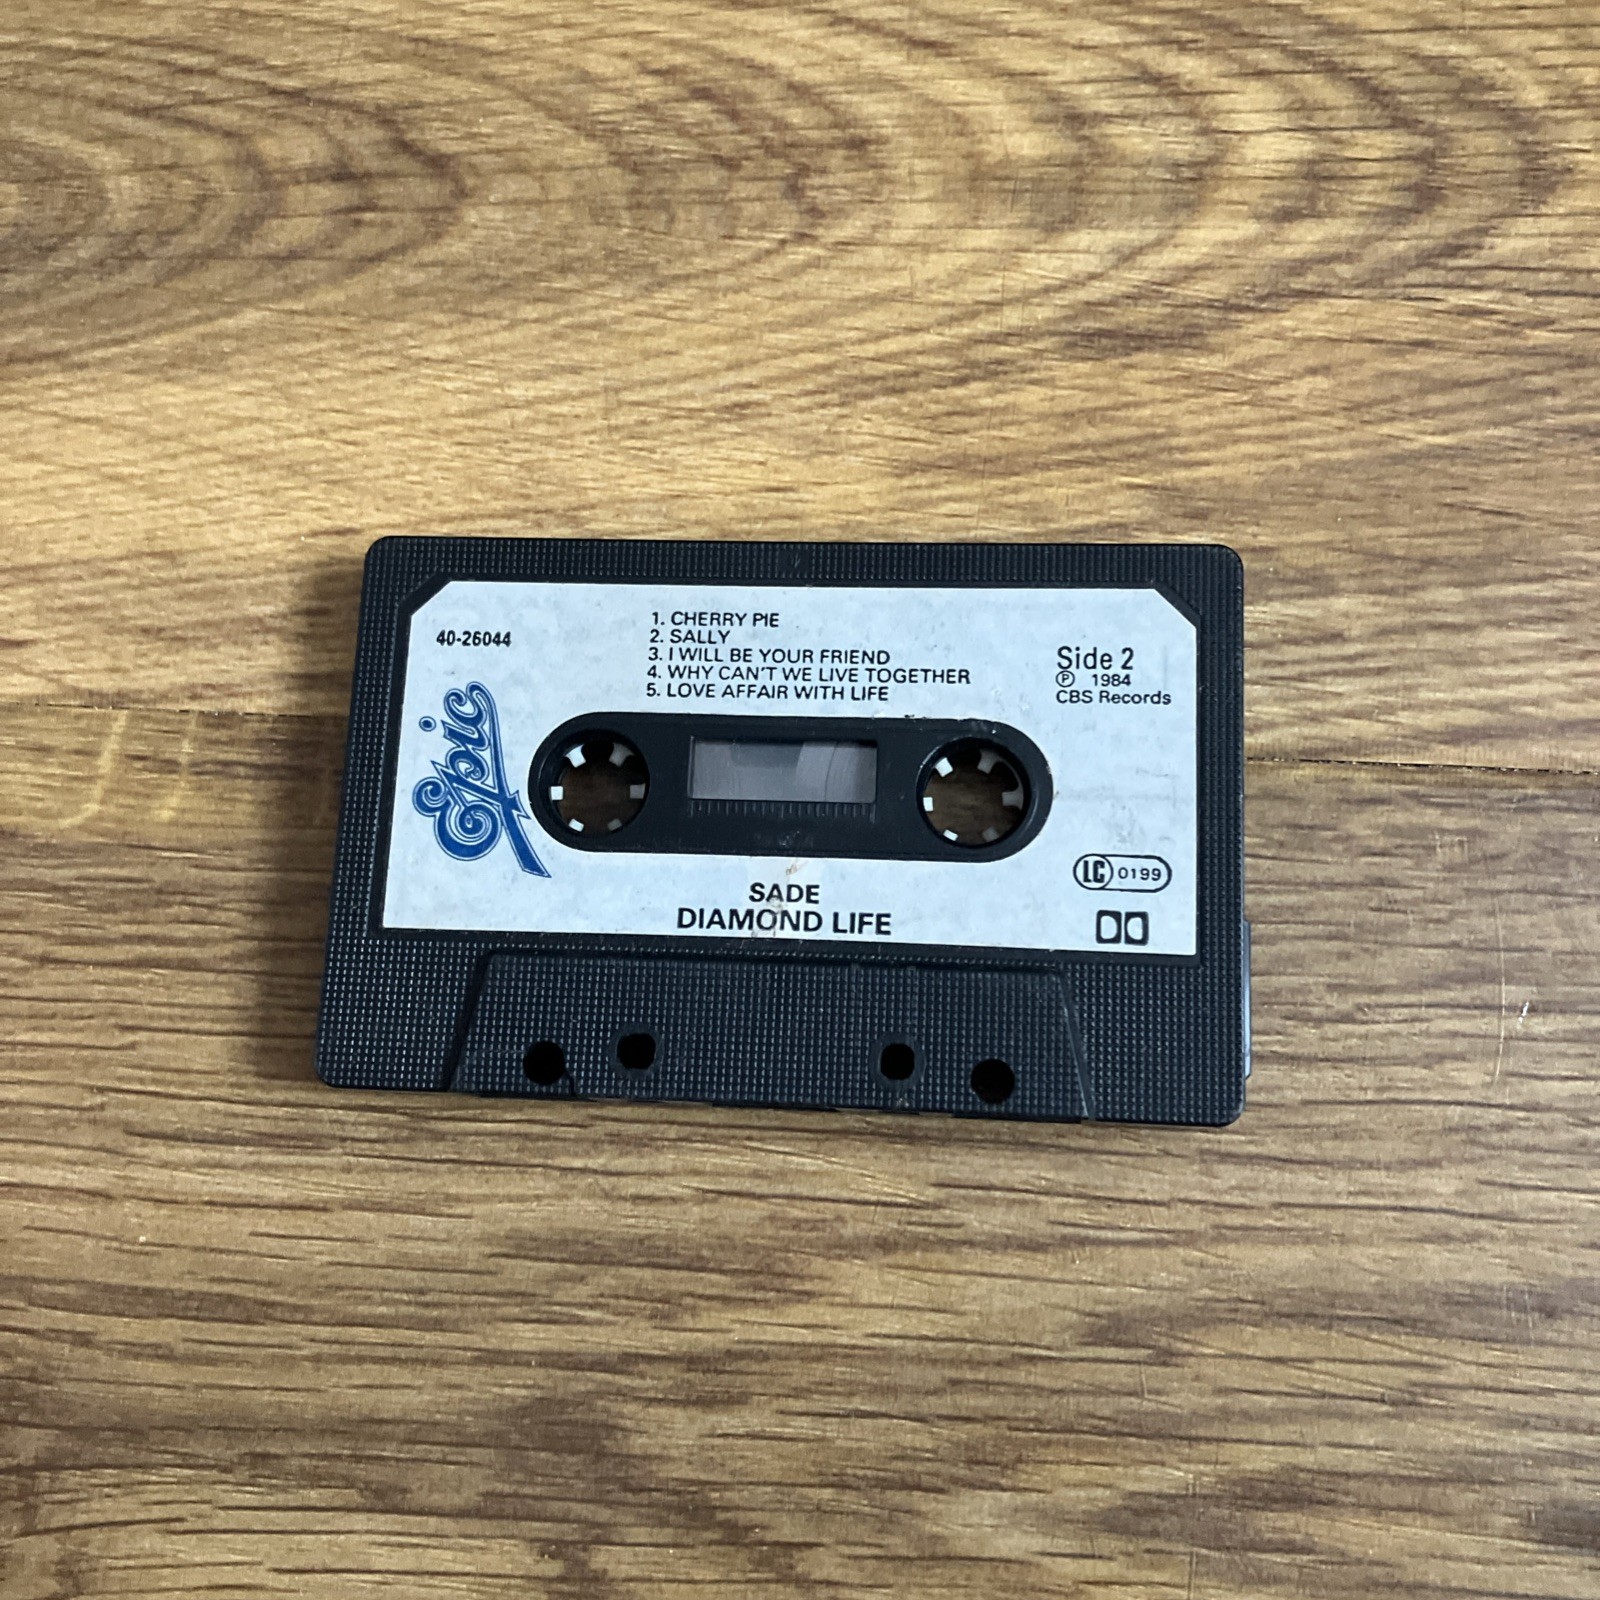 40-26044
1. CHERRY PIE
2. SALLY
3. I WILL BE YOUR FRIEND
4. WHY CAN'T WE LIVE TOGETHER
5. LOVE AFFAIR WITH LIFE
Side 2
℗ 1984
CBS Records
Epic
LC 0199
SADE
DIAMOND LIFE